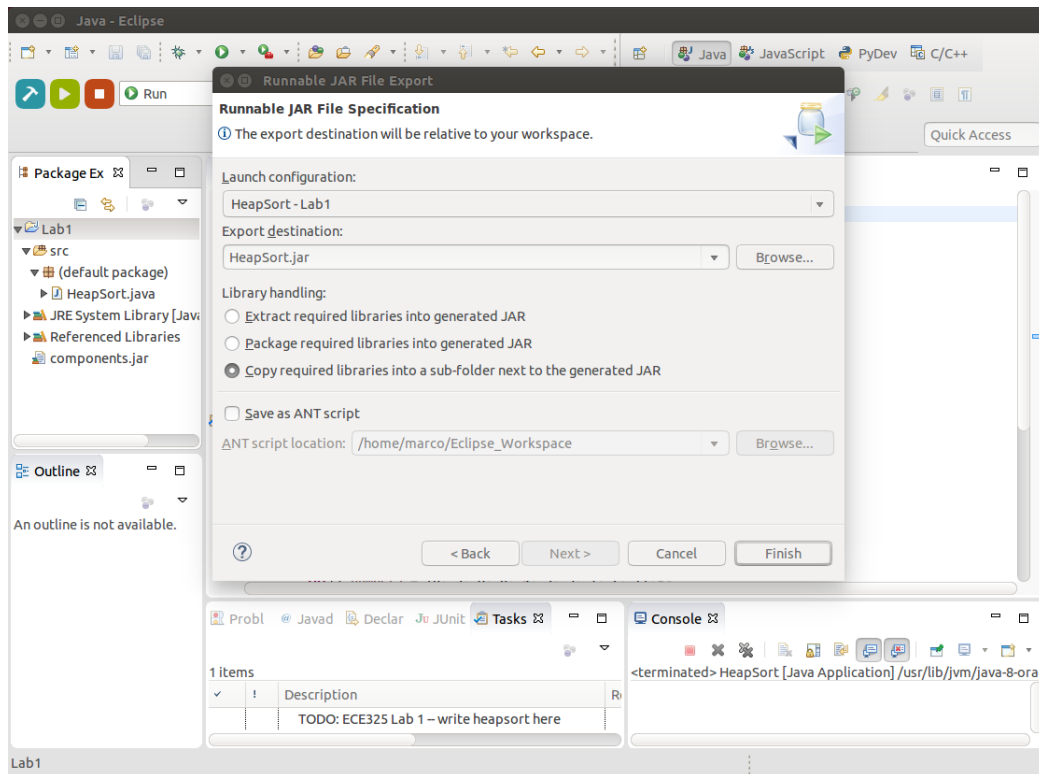 Java - Eclipse
Java
JavaScript
PyDev
C/C++
Run
Quick Access
Runnable JAR File Export
Runnable JAR File Specification
The export destination will be relative to your workspace.
Launch configuration:
HeapSort - Lab1
Export destination:
HeapSort.jar
Browse...
Library handling:
Extract required libraries into generated JAR
Package required libraries into generated JAR
Copy required libraries into a sub-folder next to the generated JAR
Save as ANT script
ANT script location:
/home/marco/Eclipse_Workspace
Browse...
< Back
Next >
Cancel
Finish
Package Ex
Lab1
src
(default package)
HeapSort.java
JRE System Library [Java
Referenced Libraries
components.jar
Outline
An outline is not available.
Probl
@ Javad
Declar
Ju JUnit
Tasks
1 items
! Description
TODO: ECE325 Lab 1 -- write heapsort here
Console
<terminated> HeapSort [Java Application] /usr/lib/jvm/java-8-ora
Lab1